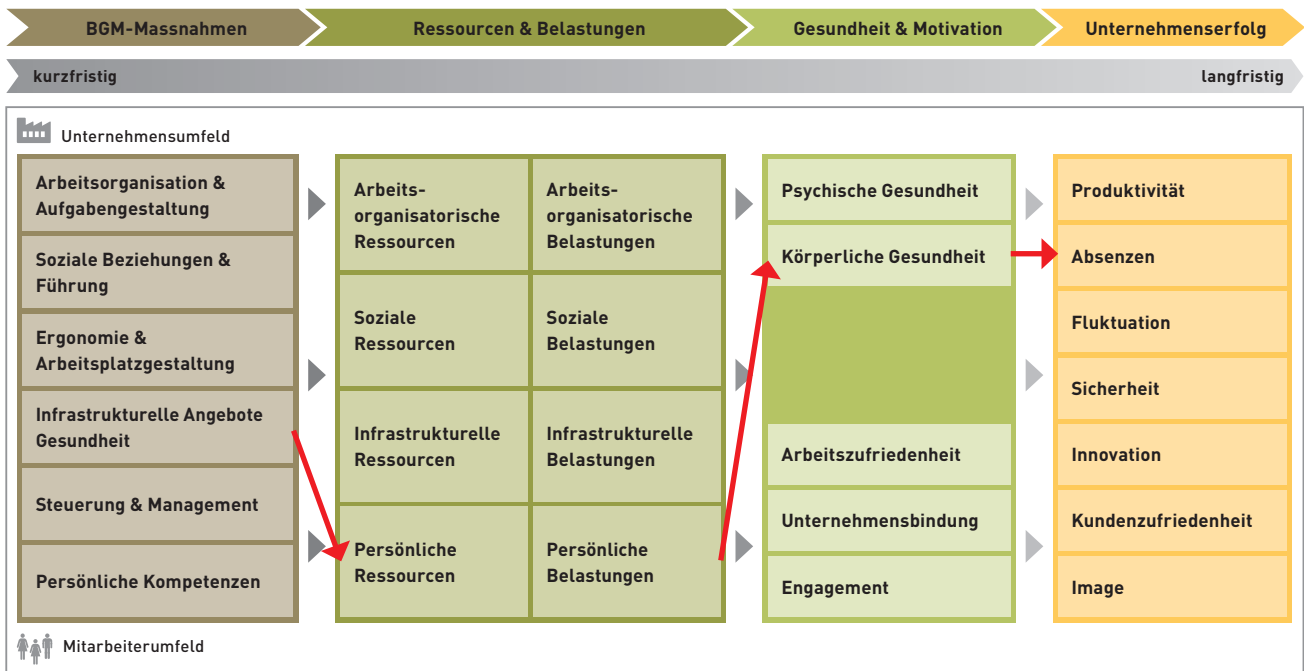 BGM-Massnahmen
Ressourcen & Belastungen
Gesundheit & Motivation
Unternehmenserfolg
kurzfristig
langfristig
Unternehmensumfeld
Arbeitsorganisation &
Aufgabengestaltung
Soziale Beziehungen &
Führung
Ergonomie &
Arbeitsplatzgestaltung
Infrastrukturelle Angebote
Gesundheit
Steuerung & Management
Persönliche Kompetenzen
Arbeits-
organisatorische
Ressourcen
Soziale
Ressourcen
Infrastrukturelle
Ressourcen
Persönliche
Ressourcen
Arbeits-
organisatorische
Belastungen
Soziale
Belastungen
Infrastrukturelle
Belastungen
Persönliche
Belastungen
Psychische Gesundheit
Körperliche Gesundheit
Arbeitszufriedenheit
Unternehmensbindung
Engagement
Produktivität
Absenzen
Fluktuation
Sicherheit
Innovation
Kundenzufriedenheit
Image
Mitarbeiterumfeld